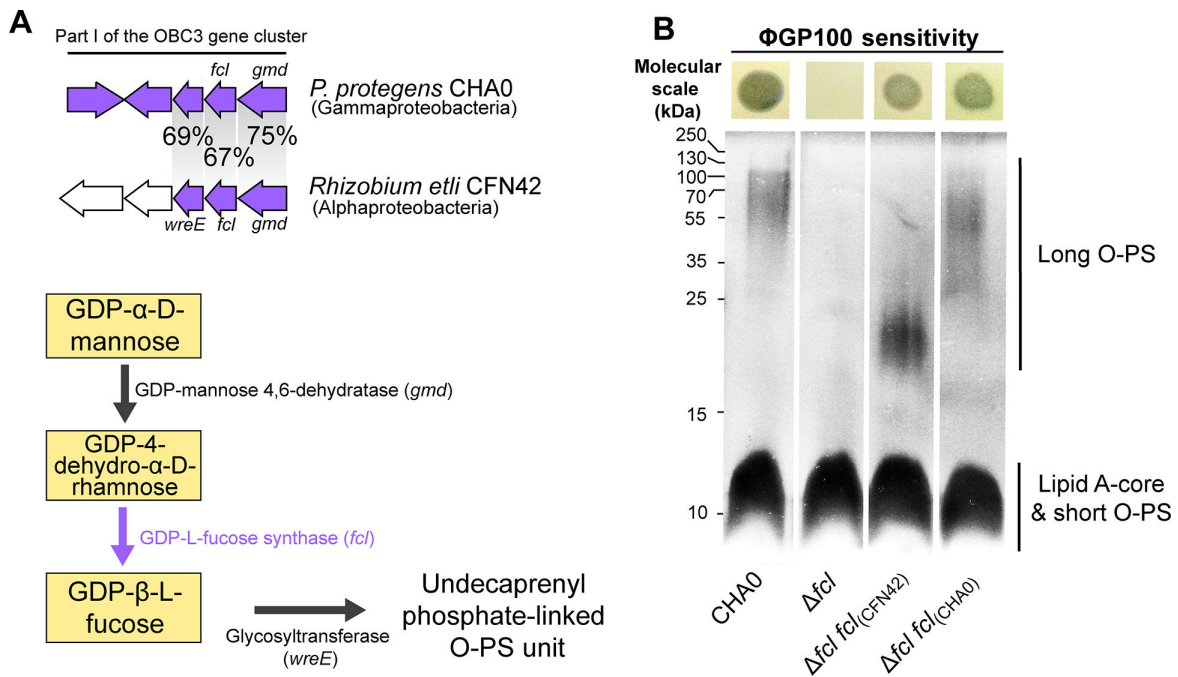 A
Part I of the OBC3 gene cluster
fcl gmd
P. protegens CHA0
(Gammaproteobacteria)
69% 75%
67%
Rhizobium etli CFN42
(Alphaproteobacteria)
wreE fcl gmd
GDP-α-D-
mannose
GDP-mannose 4,6-dehydratase (gmd)
GDP-4-
dehydro-α-D-
rhamnose
GDP-L-fucose synthase (fcl)
GDP-β-L-
fucose
Glycosyltransferase
(wreE)
Undecaprenyl
phosphate-linked
O-PS unit
B
ΦGP100 sensitivity
Molecular
scale
(kDa)
250
130
100
70
55
35
25
15
10
Long O-PS
Lipid A-core
& short O-PS
CHA0
Δfcl
Δfcl fcl(CFN42)
Δfcl fcl(CHA0)